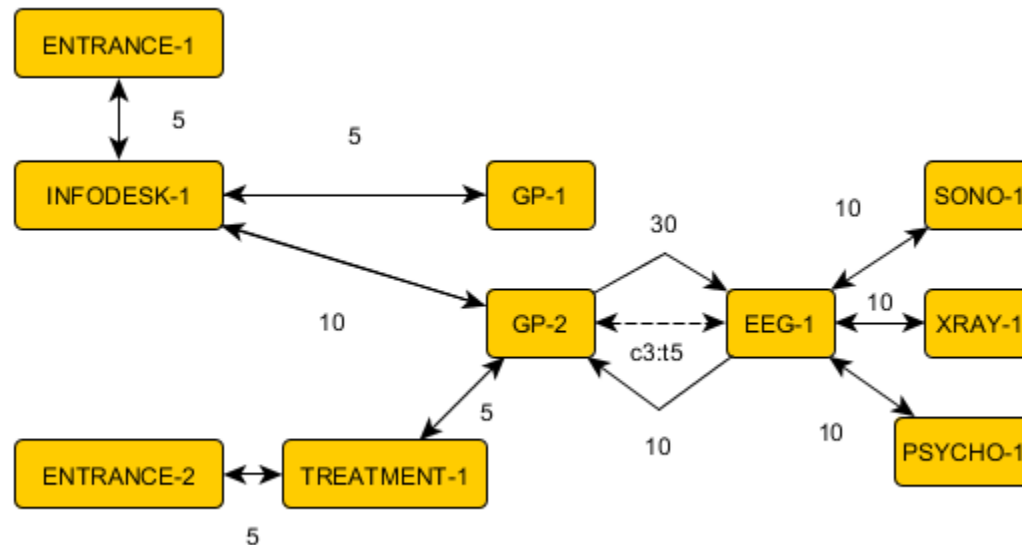 ENTRANCE-1
5
5
INFODESK-1
GP-1
SONO-1
10
30
10
GP-2
c3:t5
EEG-1
10
XRAY-1
5
10
10
PSYCHO-1
ENTRANCE-2
TREATMENT-1
5